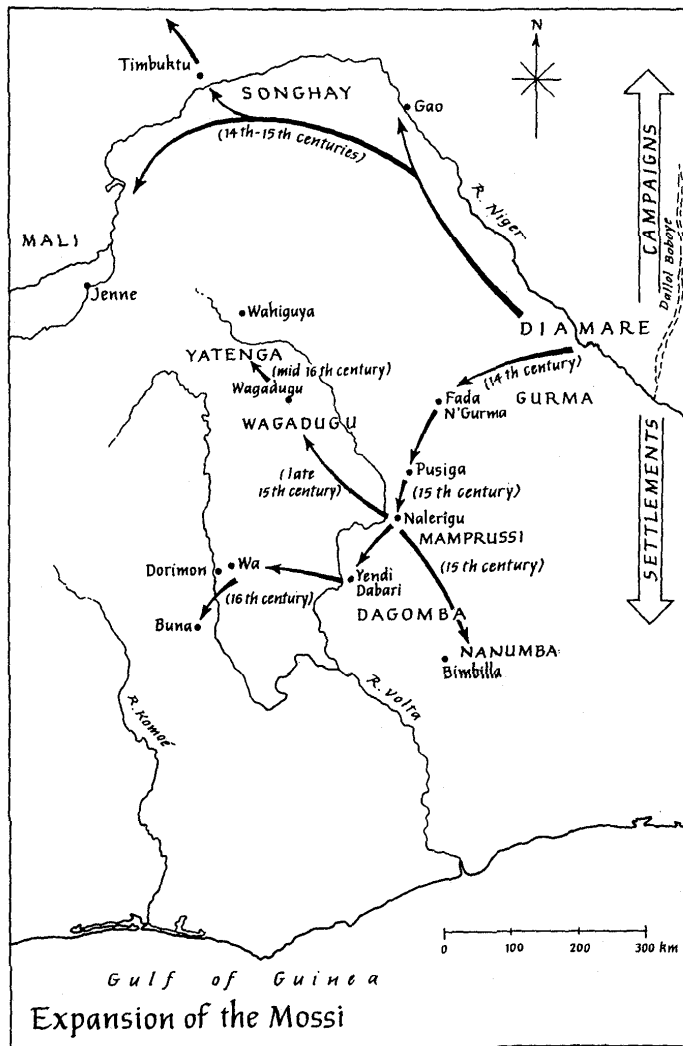 N
Timbuktu
SONGHAY
Gao
(14th-15th centuries)
R. Niger
CAMPAIGNS
Dallol Boboye
MALI
Jenne
Wahiguya
DIAMARE
YATENGA
(mid 16th century)
(14th century)
Wagadugu
Fada
N'Gurma
GURMA
WAGADUGU
SETTLEMENTS
Pusiga
(late
15th century)
(15th century)
Nalerigu
MAMPRUSSI
(15th century)
Dorimon
Wa
Yendi
Dabari
(16th century)
DAGOMBA
Buna
NANUMBA
Bimbilla
R. Volta
R. Komoé
0 100 200 300 km
Gulf of Guinea
Expansion of the Mossi